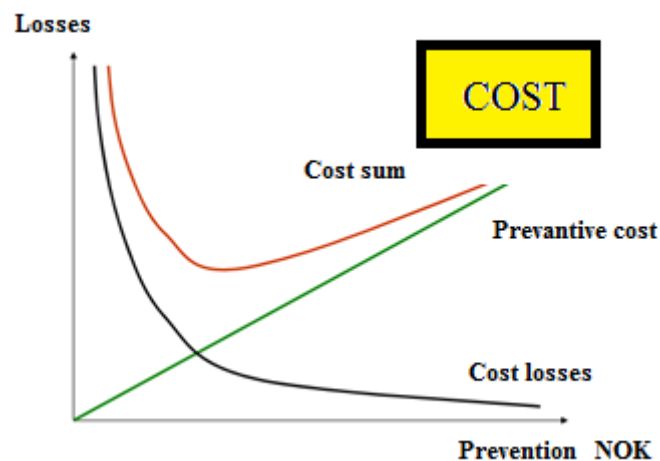 Losses
COST
Cost sum
Prevantive cost
Cost losses
Prevention NOK